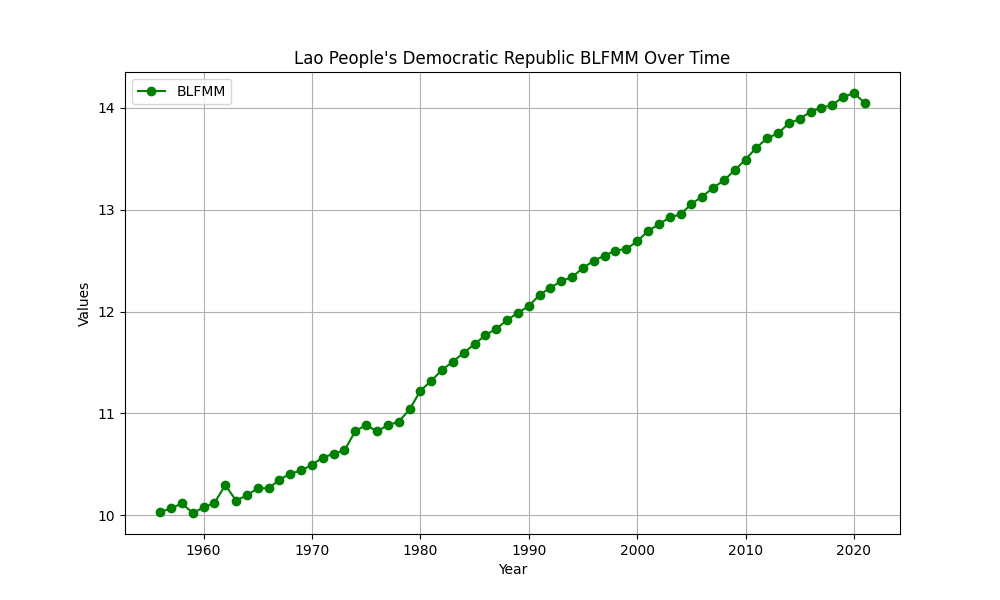 Lao People's Democratic Republic BLFMM Over Time
BLFMM
Values
14
13
12
11
10
1960 1970 1980 1990 2000 2010 2020
Year